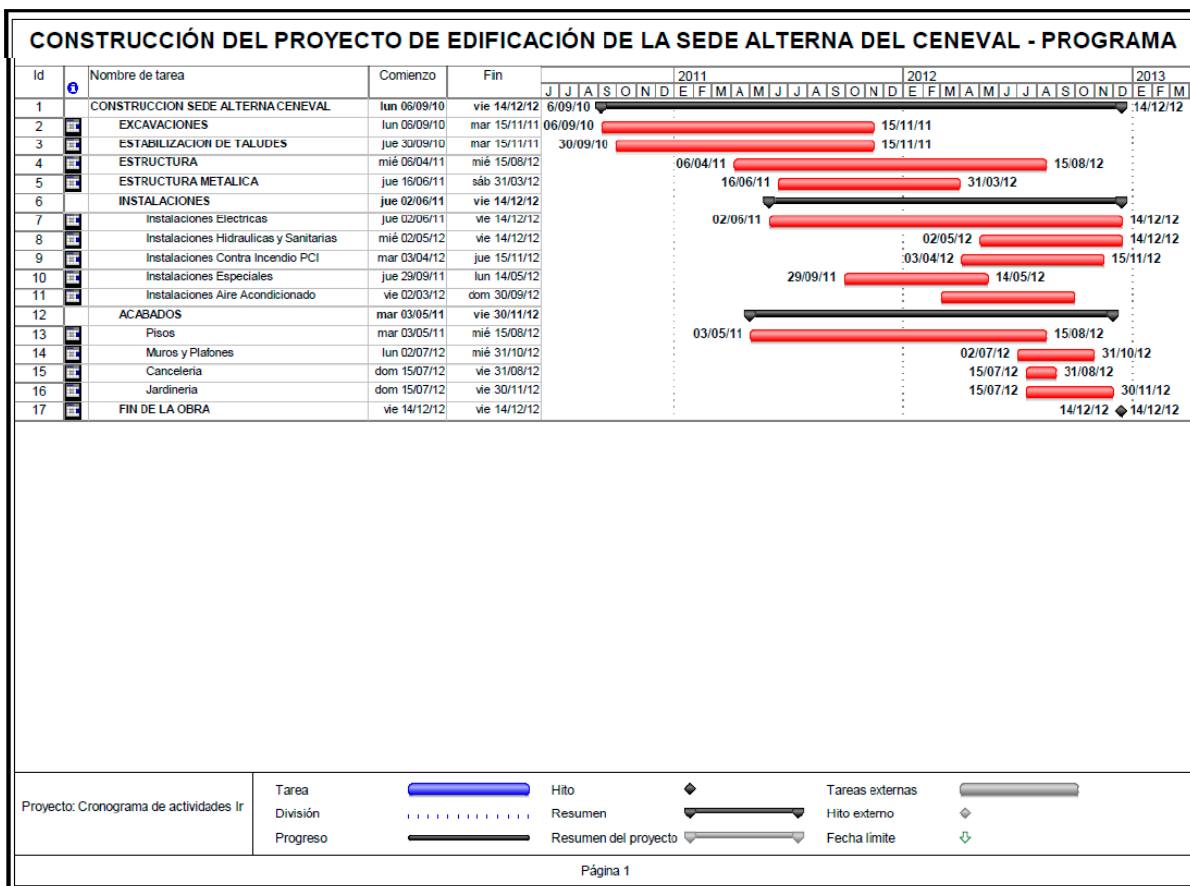 CONSTRUCCIÓN DEL PROYECTO DE EDIFICACIÓN DE LA SEDE ALTERNA DEL CENEVAL - PROGRAMA
Id Nombre de tarea Comienzo Fin 2011 2012 2013
J J A S O N D E F M A M J J A S O N D E F M A M J J A S O N D E F M
1 CONSTRUCCION SEDE ALTERNA CENEVAL lun 06/09/10 vie 14/12/12 6/09/10 14/12/12
2 EXCAVACIONES lun 06/09/10 mar 15/11/11 06/09/10 15/11/11
3 ESTABILIZACION DE TALUDES jue 30/09/10 mar 15/11/11 30/09/10 15/11/11
4 ESTRUCTURA mié 06/04/11 mié 15/08/12 06/04/11 15/08/12
5 ESTRUCTURA METALICA jue 16/06/11 sáb 31/03/12 16/06/11 31/03/12
6 INSTALACIONES jue 02/06/11 vie 14/12/12
7 Instalaciones Electricas jue 02/06/11 vie 14/12/12 02/06/11 14/12/12
8 Instalaciones Hidraulicas y Sanitarias mié 02/05/12 vie 14/12/12 02/05/12 14/12/12
9 Instalaciones Contra Incendio PCI mar 03/04/12 jue 15/11/12 03/04/12 15/11/12
10 Instalaciones Especiales jue 29/09/11 lun 14/05/12 29/09/11 14/05/12
11 Instalaciones Aire Acondicionado vie 02/03/12 dom 30/09/12
12 ACABADOS mar 03/05/11 vie 30/11/12
13 Pisos mar 03/05/11 mié 15/08/12 03/05/11 15/08/12
14 Muros y Plafones lun 02/07/12 mié 31/10/12 02/07/12 31/10/12
15 Canceleria dom 15/07/12 vie 31/08/12 15/07/12 31/08/12
16 Jardineria dom 15/07/12 vie 30/11/12 15/07/12 30/11/12
17 FIN DE LA OBRA vie 14/12/12 vie 14/12/12 14/12/12 14/12/12
Proyecto: Cronograma de actividades Ir
Tarea Hito Tareas externas
División Resumen Hito externo
Progreso Resumen del proyecto Fecha límite
Página 1